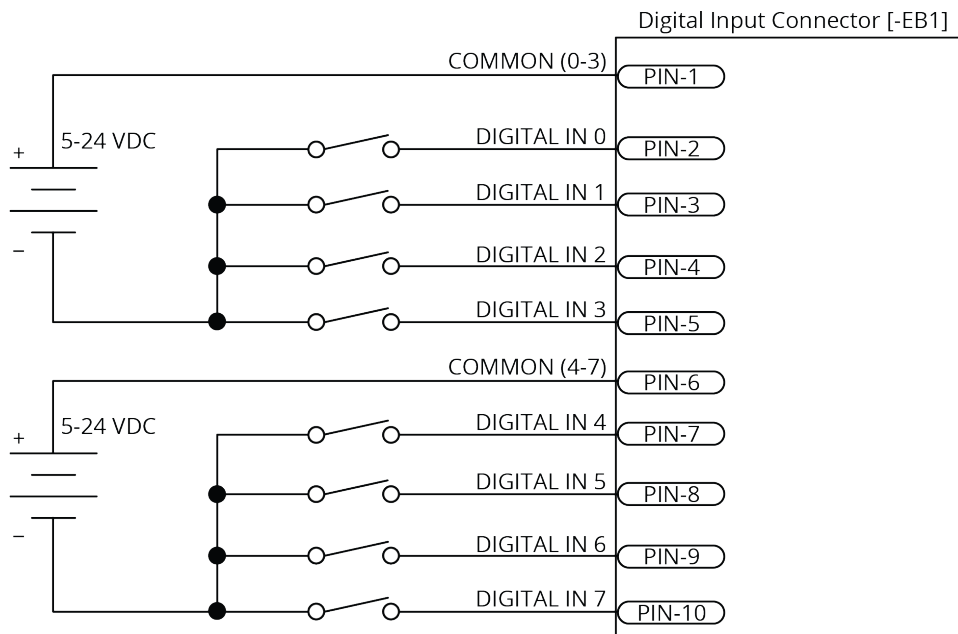 Digital Input Connector [-EB1]
COMMON (0-3)
PIN-1
+
5-24 VDC
DIGITAL IN 0
PIN-2
DIGITAL IN 1
PIN-3
DIGITAL IN 2
PIN-4
−
DIGITAL IN 3
PIN-5
COMMON (4-7)
PIN-6
+
5-24 VDC
DIGITAL IN 4
PIN-7
DIGITAL IN 5
PIN-8
−
DIGITAL IN 6
PIN-9
DIGITAL IN 7
PIN-10